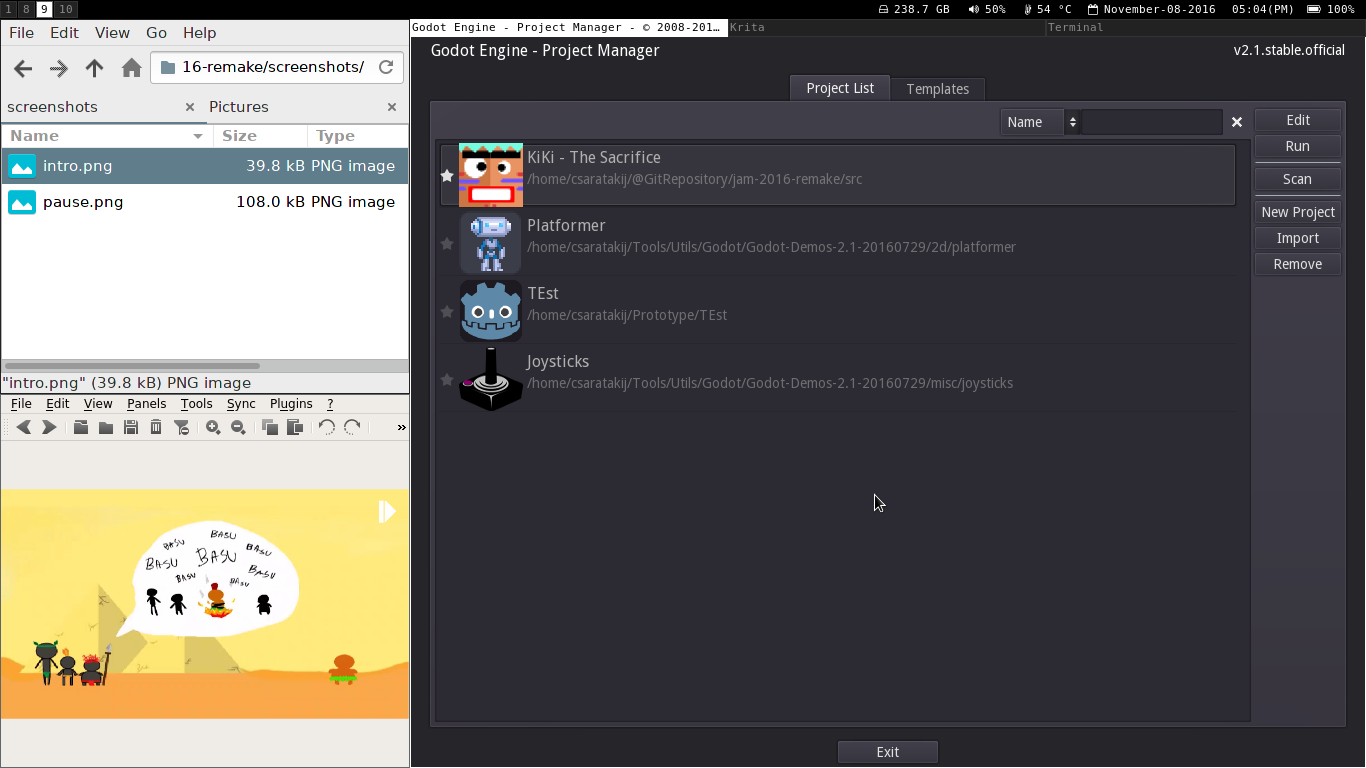 1 8 9 10
238.7 GB 50% 54 °C November-08-2016 05:04(PM) 100%
File Edit View Go Help
16-remake/screenshots/
screenshots × Pictures ×
Name Size Type
intro.png 39.8 kB PNG image
pause.png 108.0 kB PNG image
"intro.png" (39.8 kB) PNG image
File Edit View Panels Tools Sync Plugins ?
»
BASU
BASU
BASU
BASU
BASU
BASU
BASU
BASU
Godot Engine - Project Manager - © 2008-201… Krita Terminal
Godot Engine - Project Manager v2.1.stable.official
Project List Templates
Name
KiKi - The Sacrifice
/home/csaratakij/@GitRepository/jam-2016-remake/src
Platformer
/home/csaratakij/Tools/Utils/Godot/Godot-Demos-2.1-20160729/2d/platformer
TEst
/home/csaratakij/Prototype/TEst
Joysticks
/home/csaratakij/Tools/Utils/Godot/Godot-Demos-2.1-20160729/misc/joysticks
Edit
Run
Scan
New Project
Import
Remove
Exit